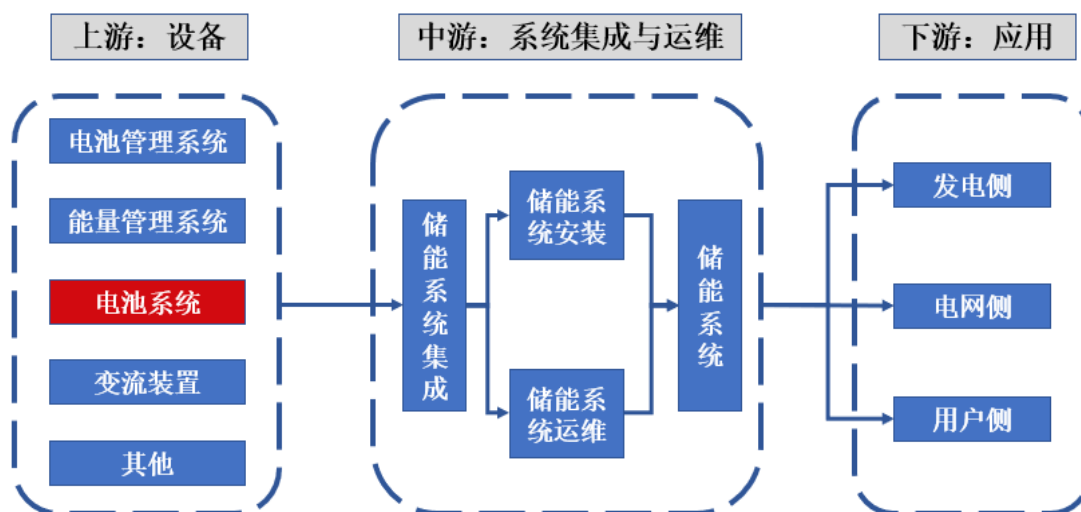 上游：设备
中游：系统集成与运维
下游：应用
电池管理系统
能量管理系统
电池系统
变流装置
其他
储能系统集成
储能系
统安装
储能系
统运维
储能系统
发电侧
电网侧
用户侧